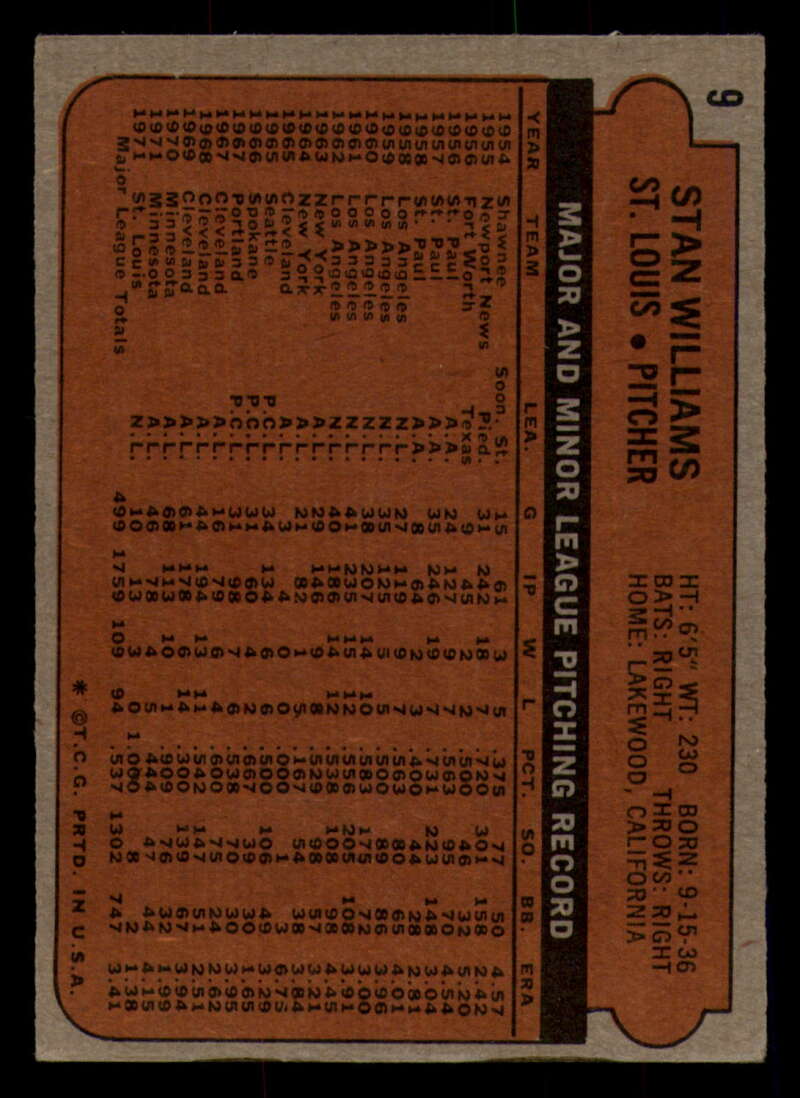 9
STAN WILLIAMS
ST. LOUIS • PITCHER
HT: 6'5" WT: 230 BORN: 9-15-36
BATS: RIGHT THROWS: RIGHT
HOME: LAKEWOOD, CALIFORNIA
MAJOR AND MINOR LEAGUE PITCHING RECORD
YEAR TEAM LEA. G IP W L PCT. SO. BB. ERA
1954 Shawnee Soon. St. 15 61 3 5 .375 77 50 4.57
1955 Newport News Pied. 31 242 18 7 .720 301 158 2.42
1956 Fort Worth Texas 9 45 2 2 .500 46 32 5.20
1956 St. Paul A.A. 24 127 9 7 .563 95 70 4.54
1957 St. Paul A.A. 35 246 19 7 .731 223 148 3.04
1958 St. Paul A.A. 8 64 2 3 .400 44 28 2.81
1958 Los Angeles N.L. 27 119 9 7 .563 80 65 4.01
1959 Los Angeles N.L. 35 125 5 5 .500 89 86 3.96
1960 Los Angeles N.L. 38 207 14 10 .583 175 72 3.00
1961 Los Angeles N.L. 41 235 15 12 .556 205 108 3.91
1962 Los Angeles N.L. 40 186 14 12 .538 108 98 4.45
1963 New York A.L. 29 146 9 8 .529 98 57 3.21
1964 New York A.L. 21 82 1 5 .167 54 38 3.84
1965 Cleveland A.L. 3 4 0 0 .000 1 3 6.75
1965 Seattle P.C.L. 34 134 6 6 .500 106 49 3.29
1966 Spokane P.C.L. 31 60 4 2 .667 39 30 1.65
1967 Portland P.C.L. 31 98 7 6 .538 70 30 3.95
1967 Cleveland A.L. 16 79 6 4 .600 75 24 2.62
1968 Cleveland A.L. 44 194 13 11 .542 147 51 2.51
1969 Cleveland A.L. 61 178 6 14 .300 139 67 3.94
1970 Minnesota A.L. 68 113 10 1 .909 76 32 1.99
1971 Minnesota A.L. 46 78 4 5 .444 47 44 4.15
1971 St. Louis N.L. 10 13 3 0 1.000 8 2 1.38
Major League Totals 499 1759 109 94 .537 1302 747 3.41
* ©T.C.G. PRTD. IN U.S.A.